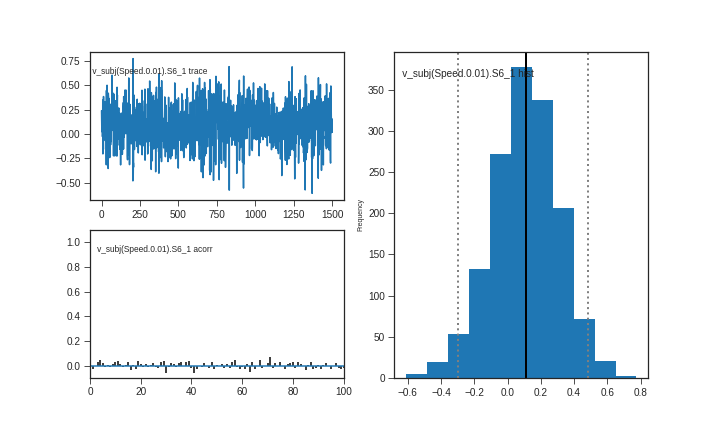 v_subj(Speed.0.01).S6_1 trace
0.75
0.50
0.25
0.00
−0.25
−0.50
0 250 500 750 1000 1250 1500
v_subj(Speed.0.01).S6_1 acorr
1.0
0.8
0.6
0.4
0.2
0.0
0 20 40 60 80 100
v_subj(Speed.0.01).S6_1 hist
Frequency
350
300
250
200
150
100
50
0
−0.6 −0.4 −0.2 0.0 0.2 0.4 0.6 0.8